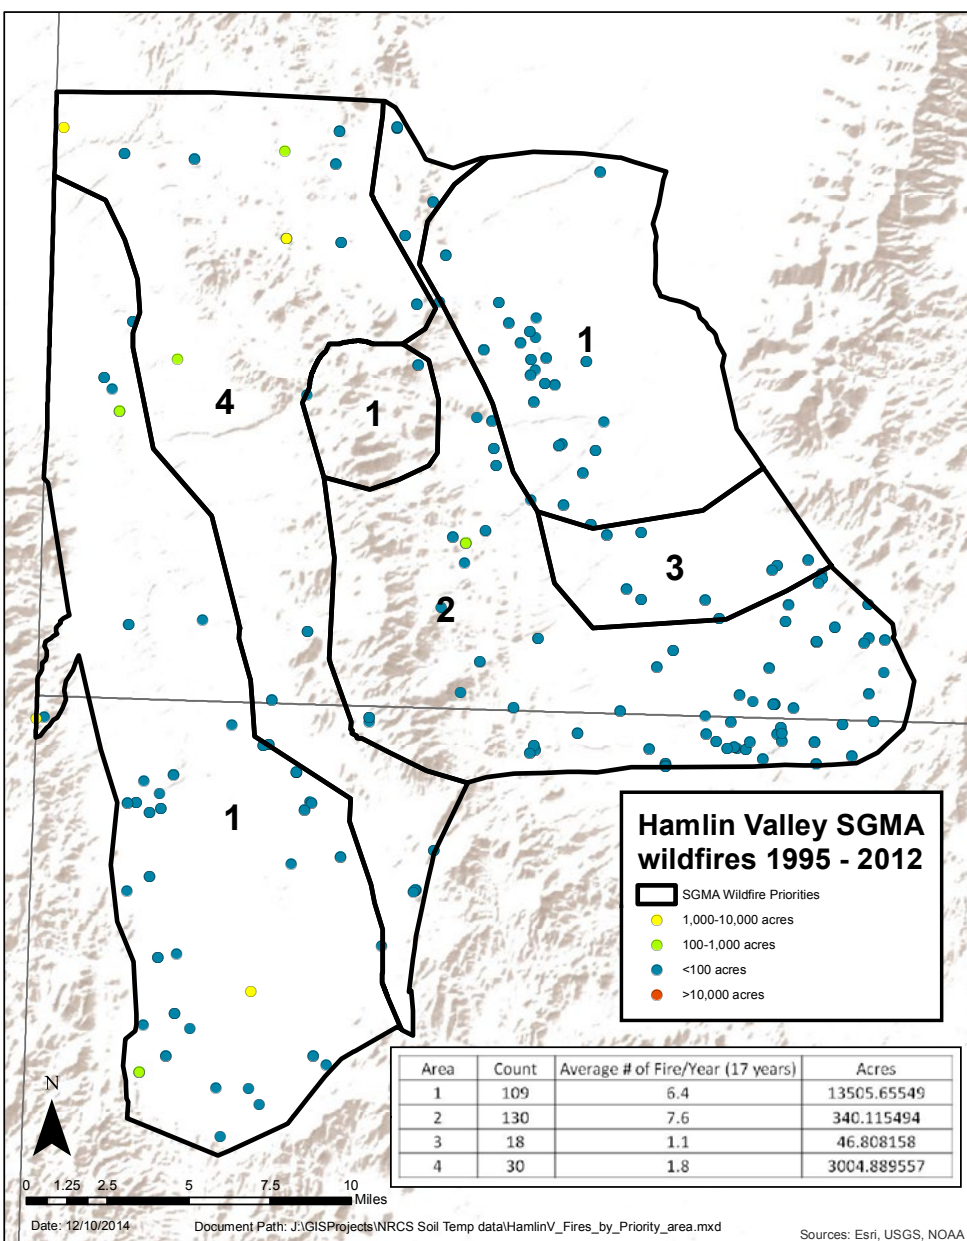 1
4
1
3
2
1
Hamlin Valley SGMA
wildfires 1995 - 2012
SGMA Wildfire Priorities
1,000-10,000 acres
100-1,000 acres
<100 acres
>10,000 acres
Area Count Average # of Fire/Year (17 years) Acres
1 109 6.4 13505.65549
2 130 7.6 340.115494
3 18 1.1 46.808158
4 30 1.8 3004.889557
N
0 1.25 2.5 5 7.5 10
Miles
Date: 12/10/2014 Document Path: J:\GISProjects\NRCS Soil Temp data\HamlinV_Fires_by_Priority_area.mxd
Sources: Esri, USGS, NOAA